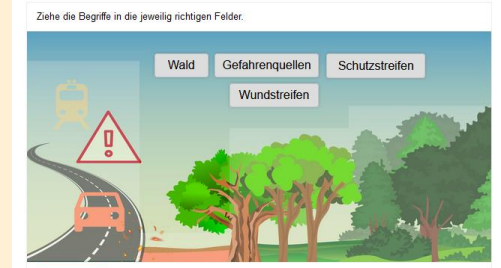 Ziehe die Begriffe in die jeweilig richtigen Felder.
Wald Gefahrenquellen Schutzstreifen
Wundstreifen
!